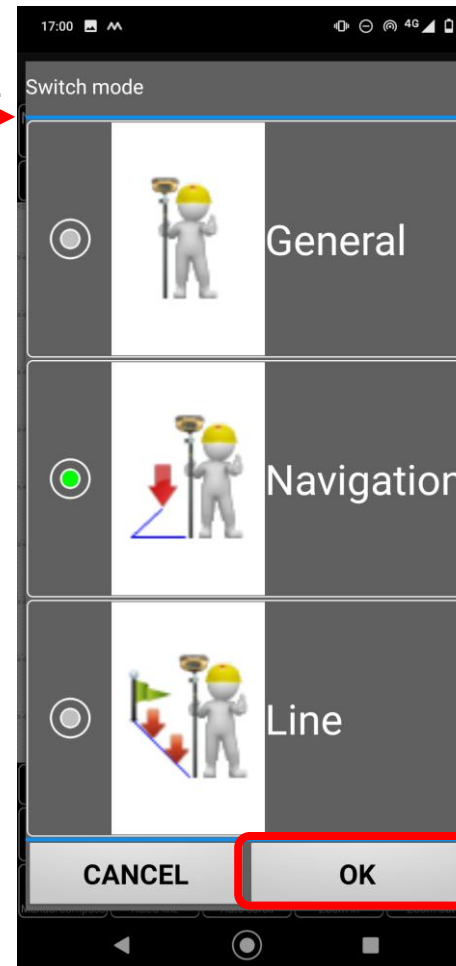 17:00
4G
Switch mode
General
Navigation
Line
CANCEL
OK